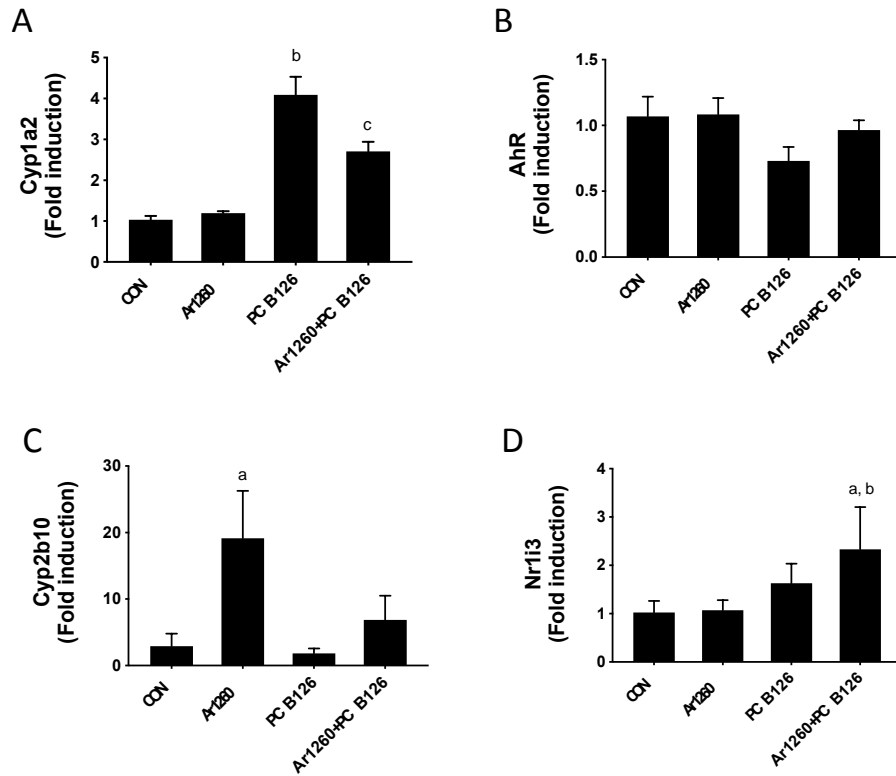 A
Cyp1a2
(Fold induction)
5
4
3
2
1
0
b
c
CON
Ar1260
PC B126
Ar1260+PC B126
B
AhR
(Fold induction)
1.5
1.0
0.5
0.0
CON
Ar1260
PC B126
Ar1260+PC B126
C
Cyp2b10
(Fold induction)
30
20
10
0
a
CON
Ar1260
PC B126
Ar1260+PC B126
D
Nr1i3
(Fold induction)
4
3
2
1
0
a, b
CON
Ar1260
PC B126
Ar1260+PC B126